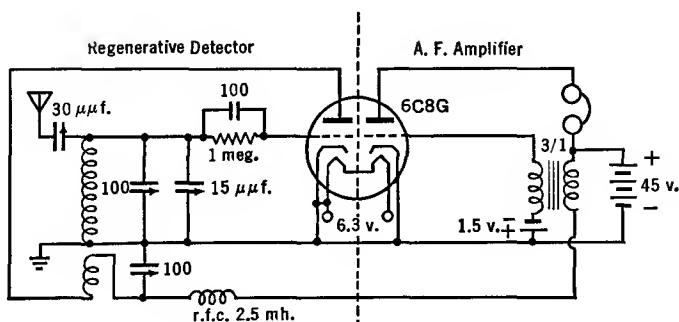 Regenerative Detector
A. F. Amplifier
6C8G
30 μμf.
100
1 meg.
3/1
+
45 v.
−
100
15 μμf.
6.3 v.
1.5 v.
−
+
100
r.f.c. 2.5 mh.